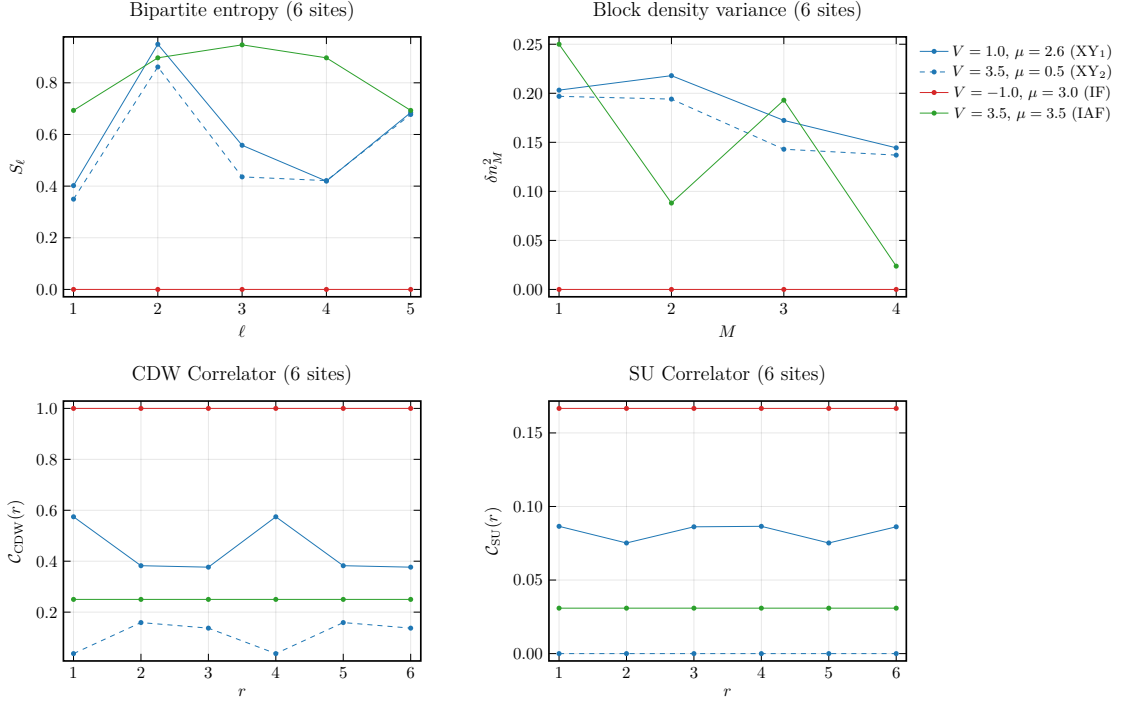 Bipartite entropy (6 sites)
0.8
0.6
0.4
0.2
0.0
1 2 3 4 5
Sℓ
ℓ
Block density variance (6 sites)
0.25
0.20
0.15
0.10
0.05
0.00
1 2 3 4
δn²M
M
V = 1.0, μ = 2.6 (XY₁)
V = 3.5, μ = 0.5 (XY₂)
V = −1.0, μ = 3.0 (IF)
V = 3.5, μ = 3.5 (IAF)
CDW Correlator (6 sites)
1.0
0.8
0.6
0.4
0.2
1 2 3 4 5 6
𝒞CDW(r)
r
SU Correlator (6 sites)
0.15
0.10
0.05
0.00
1 2 3 4 5 6
𝒞SU(r)
r